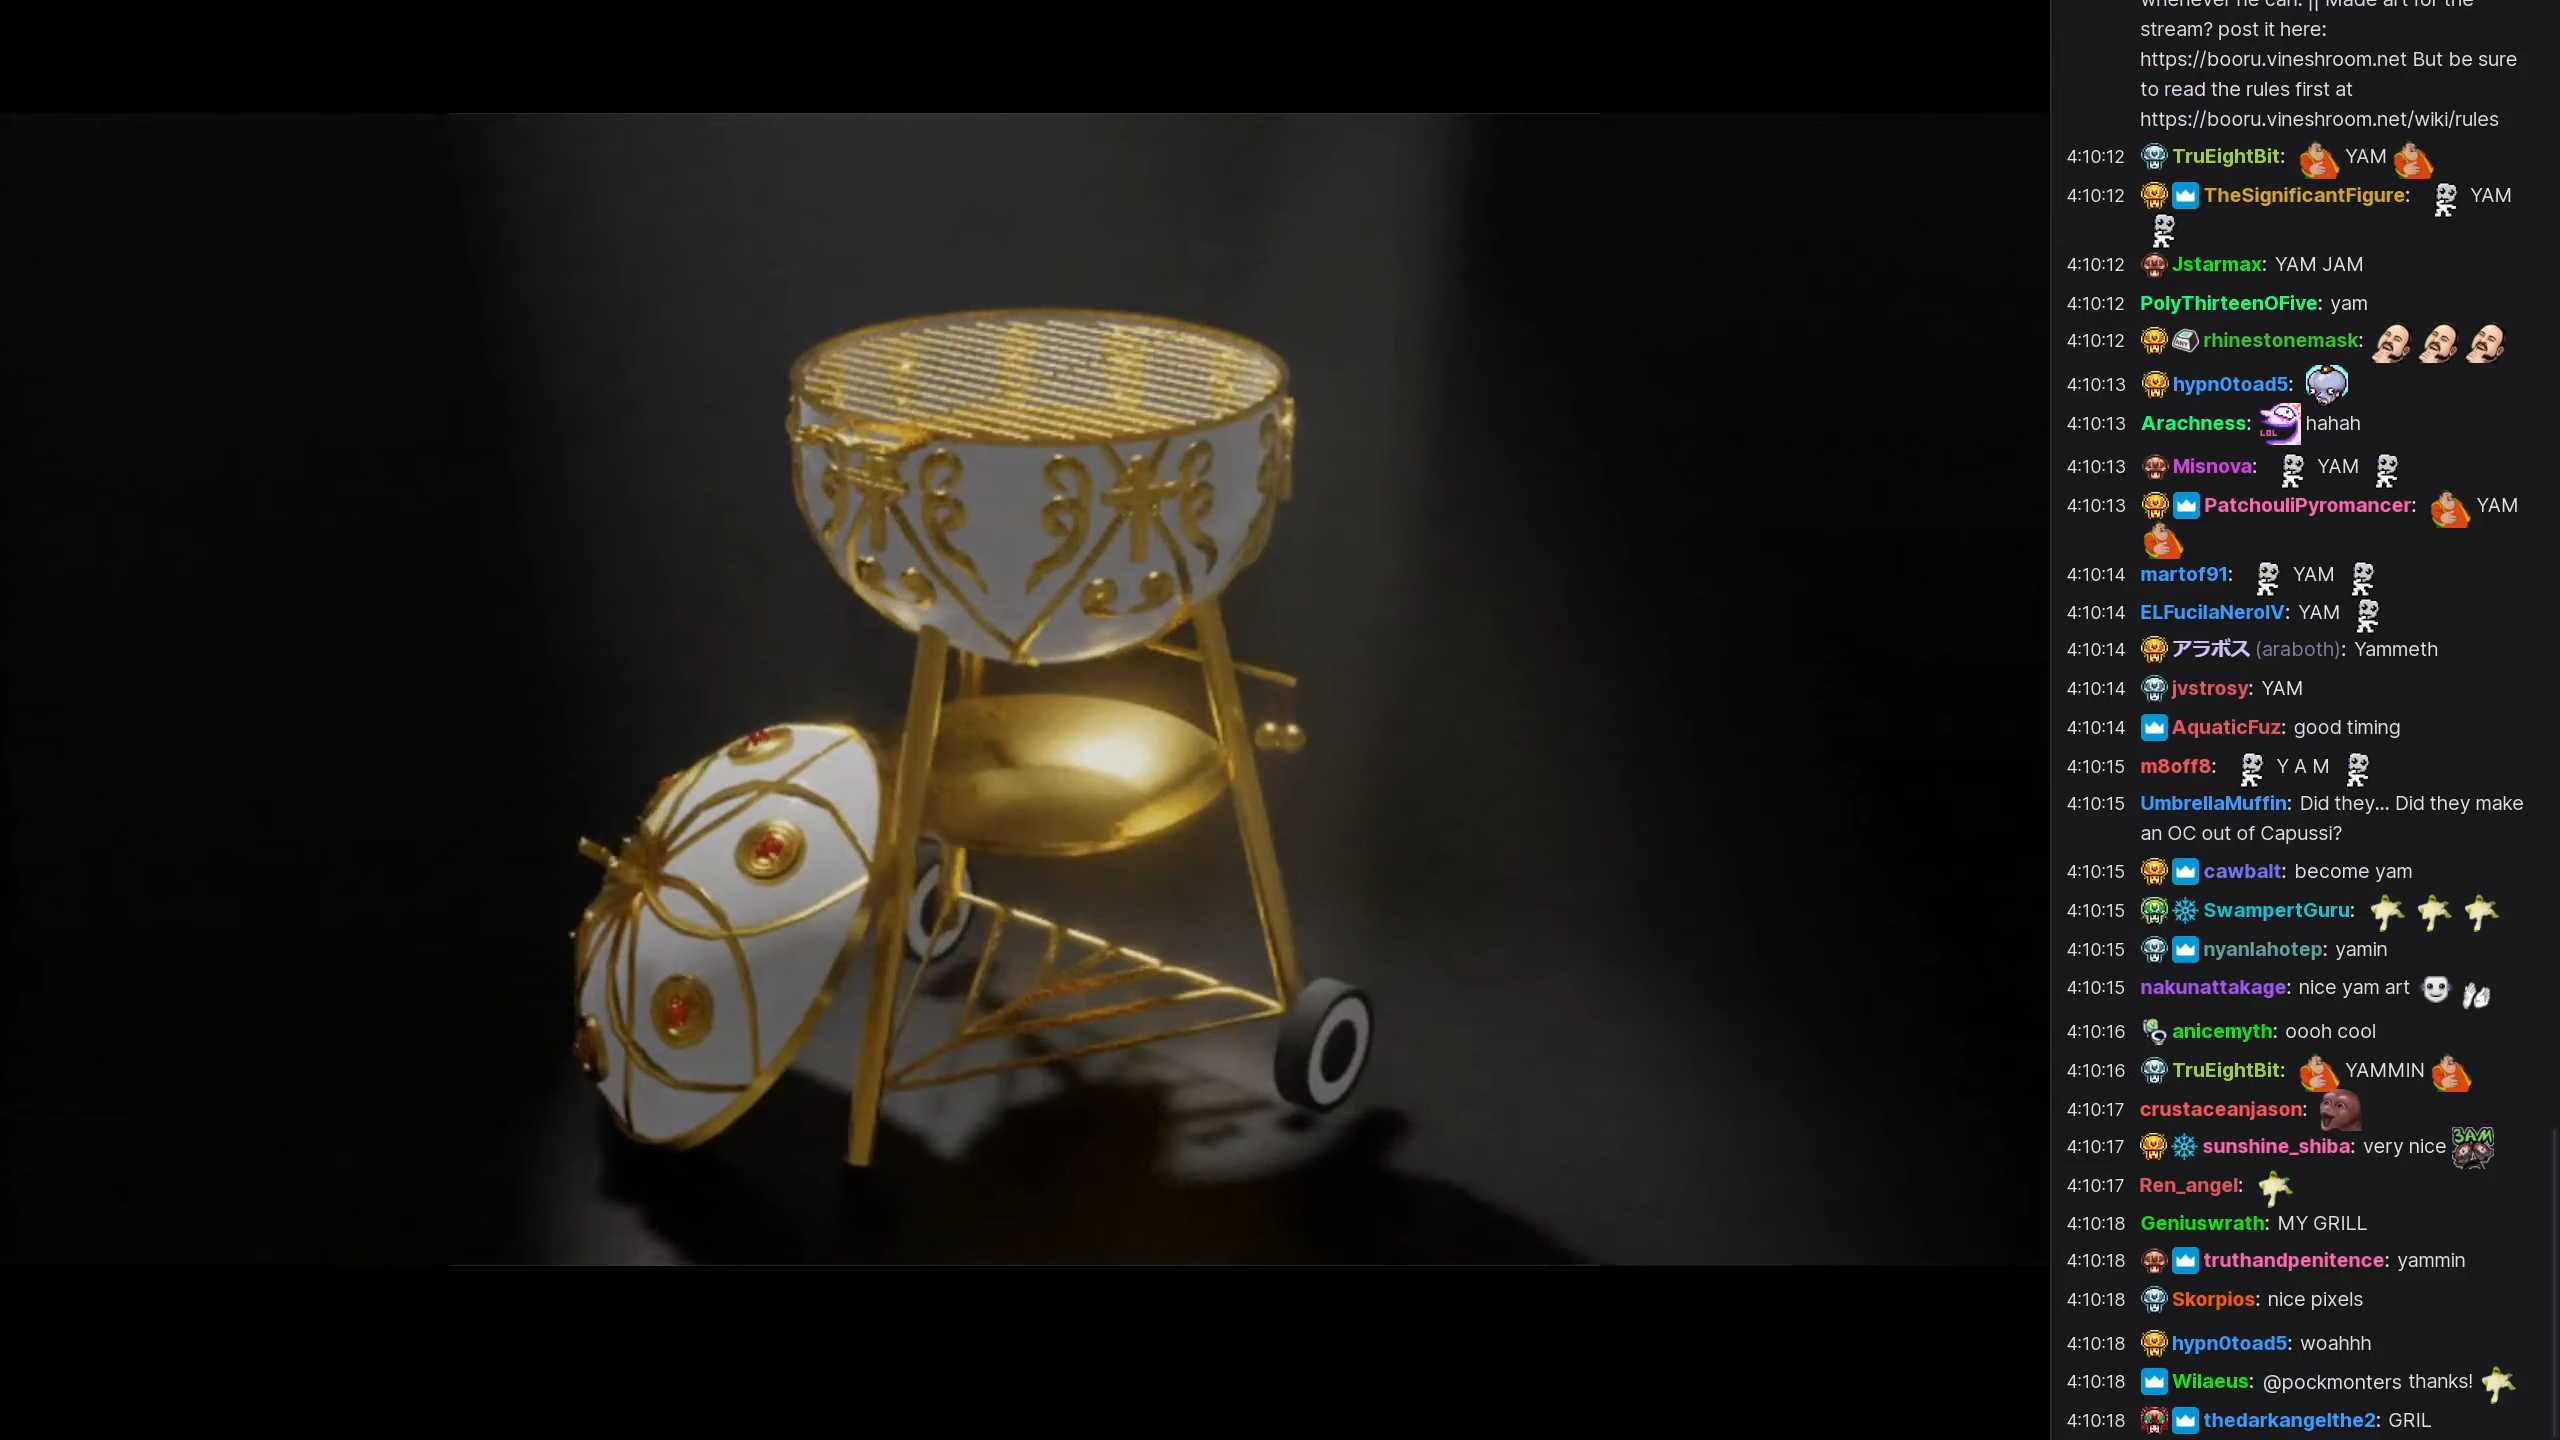 stream? post it here:
https://booru.vineshroom.net But be sure
to read the rules first at
https://booru.vineshroom.net/wiki/rules
4:10:12 TruEightBit: YAM
4:10:12 TheSignificantFigure: YAM
4:10:12 Jstarmax: YAM JAM
4:10:12 PolyThirteenOFive: yam
4:10:12 rhinestonemask:
4:10:13 hypn0toad5:
4:10:13 Arachness: LOL hahah
4:10:13 Misnova: YAM
4:10:13 PatchouliPyromancer: YAM
4:10:14 martof91: YAM
4:10:14 ELFucilaNeroIV: YAM
4:10:14 アラボス (araboth): Yammeth
4:10:14 jvstrosy: YAM
4:10:14 AquaticFuz: good timing
4:10:15 m8off8: Y A M
4:10:15 UmbrellaMuffin: Did they... Did they make
an OC out of Capussi?
4:10:15 cawbalt: become yam
4:10:15 SwampertGuru:
4:10:15 nyanlahotep: yamin
4:10:15 nakunattakage: nice yam art
4:10:16 anicemyth: oooh cool
4:10:16 TruEightBit: YAMMIN
4:10:17 crustaceanjason:
4:10:17 sunshine_shiba: very nice 3AM
4:10:17 Ren_angel:
4:10:18 Geniuswrath: MY GRILL
4:10:18 truthandpenitence: yammin
4:10:18 Skorpios: nice pixels
4:10:18 hypn0toad5: woahhh
4:10:18 Wilaeus: @pockmonters thanks!
4:10:18 thedarkangelthe2: GRIL